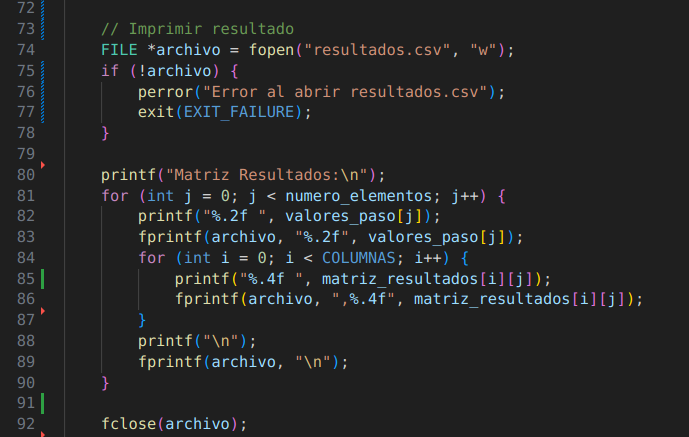 72
73 // Imprimir resultado
74 FILE *archivo = fopen("resultados.csv", "w");
75 if (!archivo) {
76 perror("Error al abrir resultados.csv");
77 exit(EXIT_FAILURE);
78 }
79
80 printf("Matriz Resultados:\n");
81 for (int j = 0; j < numero_elementos; j++) {
82 printf("%.2f ", valores_paso[j]);
83 fprintf(archivo, "%.2f", valores_paso[j]);
84 for (int i = 0; i < COLUMNAS; i++) {
85 printf("%.4f ", matriz_resultados[i][j]);
86 fprintf(archivo, ",%.4f", matriz_resultados[i][j]);
87 }
88 printf("\n");
89 fprintf(archivo, "\n");
90 }
91
92 fclose(archivo);